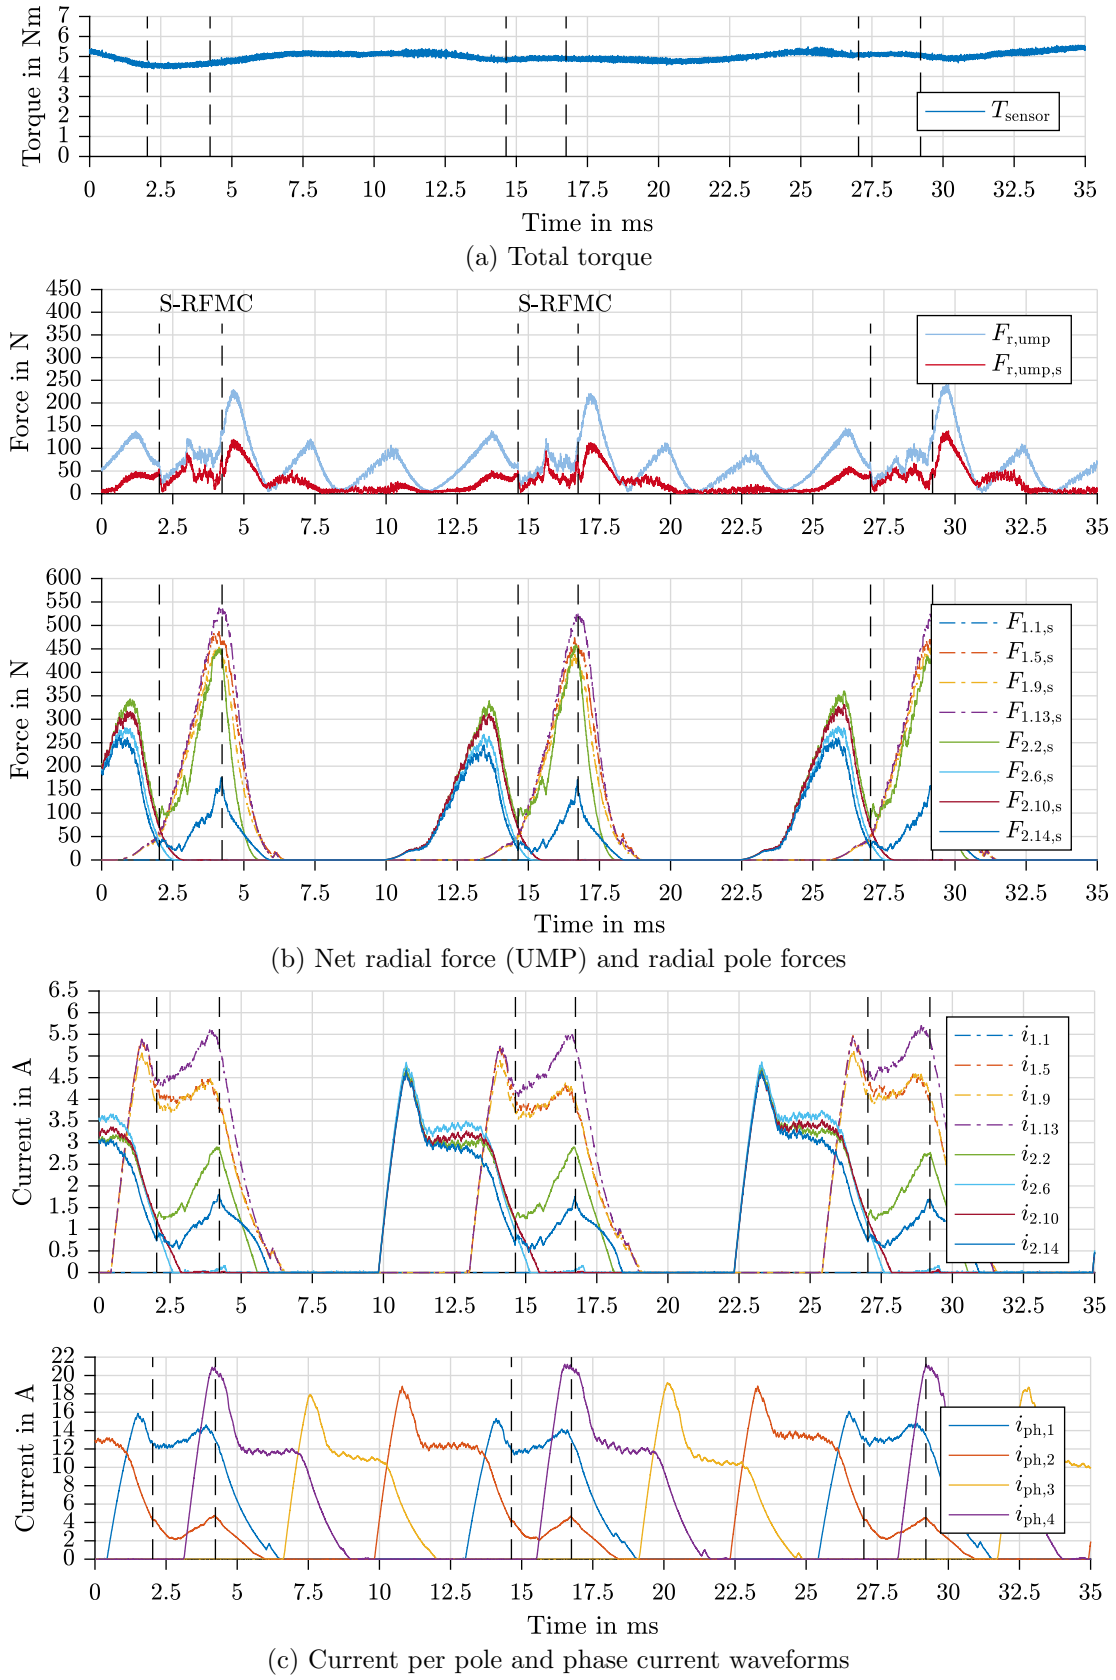 Torque in Nm
7
6
5
4
3
2
1
0
T_sensor
0 2.5 5 7.5 10 12.5 15 17.5 20 22.5 25 27.5 30 32.5 35
Time in ms
(a) Total torque
Force in N
450
400
350
300
250
200
150
100
50
0
S-RFMC S-RFMC
F_r,ump
F_r,ump,s
0 2.5 5 7.5 10 12.5 15 17.5 20 22.5 25 27.5 30 32.5 35
Force in N
600
550
500
450
400
350
300
250
200
150
100
50
0
F_1.1,s
F_1.5,s
F_1.9,s
F_1.13,s
F_2.2,s
F_2.6,s
F_2.10,s
F_2.14,s
0 2.5 5 7.5 10 12.5 15 17.5 20 22.5 25 27.5 30 32.5 35
Time in ms
(b) Net radial force (UMP) and radial pole forces
Current in A
6.5
6
5.5
5
4.5
4
3.5
3
2.5
2
1.5
1
0.5
0
i_1.1
i_1.5
i_1.9
i_1.13
i_2.2
i_2.6
i_2.10
i_2.14
0 2.5 5 7.5 10 12.5 15 17.5 20 22.5 25 27.5 30 32.5 35
Current in A
22
20
18
16
14
12
10
8
6
4
2
0
i_ph,1
i_ph,2
i_ph,3
i_ph,4
0 2.5 5 7.5 10 12.5 15 17.5 20 22.5 25 27.5 30 32.5 35
Time in ms
(c) Current per pole and phase current waveforms